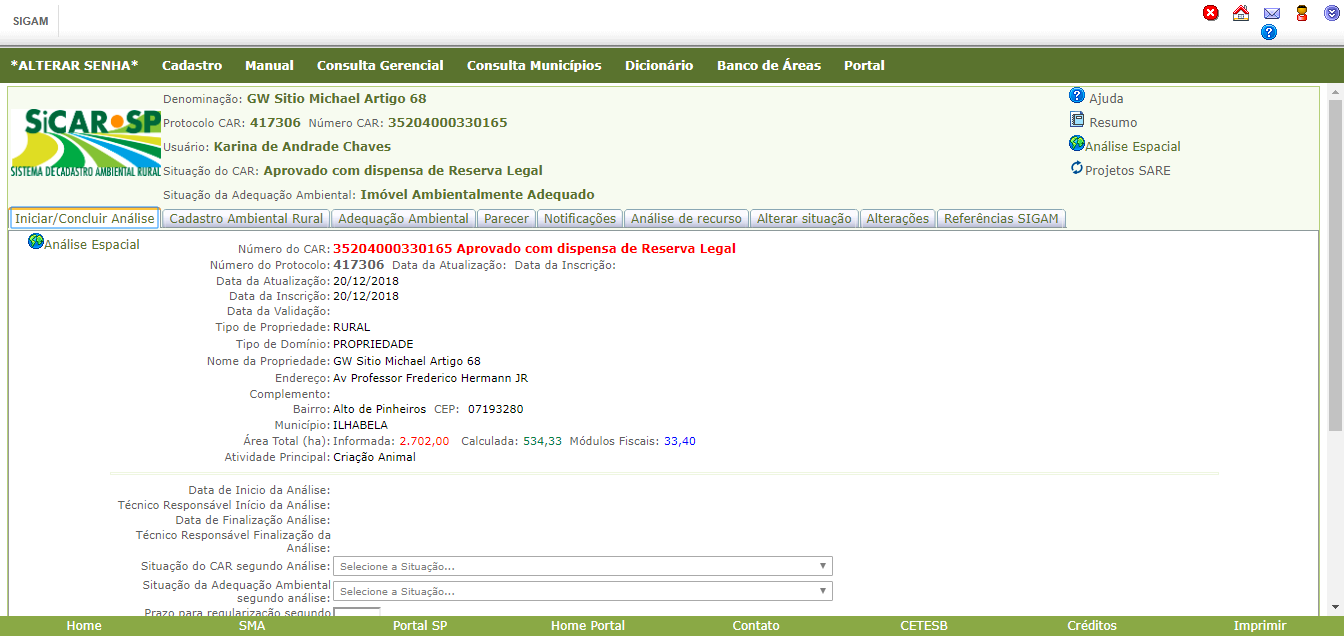 SIGAM
*ALTERAR SENHA* Cadastro Manual Consulta Gerencial Consulta Municípios Dicionário Banco de Áreas Portal
SiCAR SP
SISTEMA DE CADASTRO AMBIENTAL RURAL
Denominação: GW Sitio Michael Artigo 68
Protocolo CAR: 417306 Número CAR: 35204000330165
Usuário: Karina de Andrade Chaves
Situação do CAR: Aprovado com dispensa de Reserva Legal
Situação da Adequação Ambiental: Imóvel Ambientalmente Adequado
Ajuda
Resumo
Análise Espacial
Projetos SARE
Iniciar/Concluir Análise Cadastro Ambiental Rural Adequação Ambiental Parecer Notificações Análise de recurso Alterar situação Alterações Referências SIGAM
Análise Espacial
Número do CAR: 35204000330165 Aprovado com dispensa de Reserva Legal
Número do Protocolo: 417306 Data da Atualização: Data da Inscrição:
Data da Atualização: 20/12/2018
Data da Inscrição: 20/12/2018
Data da Validação:
Tipo de Propriedade: RURAL
Tipo de Domínio: PROPRIEDADE
Nome da Propriedade: GW Sitio Michael Artigo 68
Endereço: Av Professor Frederico Hermann JR
Complemento:
Bairro: Alto de Pinheiros CEP: 07193280
Município: ILHABELA
Área Total (ha): Informada: 2.702,00 Calculada: 534,33 Módulos Fiscais: 33,40
Atividade Principal: Criação Animal
Data de Inicio da Análise:
Técnico Responsável Início da Análise:
Data de Finalização Análise:
Técnico Responsável Finalização da
Análise:
Situação do CAR segundo Análise: Selecione a Situação...
Situação da Adequação Ambiental
segundo análise: Selecione a Situação...
Prazo para regularização segundo
Home SMA Portal SP Home Portal Contato CETESB Créditos Imprimir